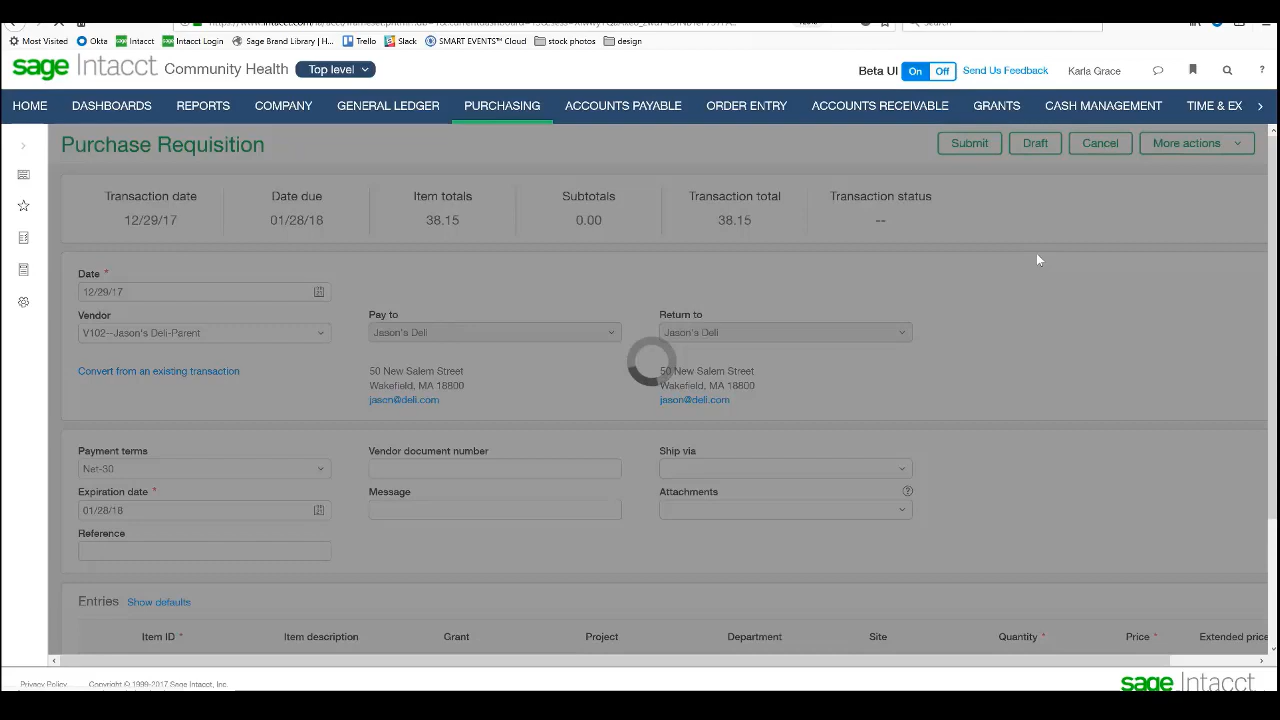 Most Visited Okta Intacct Intacct Login Sage Brand Library | H... Trello Slack SMART EVENTS™ Cloud stock photos design
sage Intacct Community Health Top level Beta UI On Off Send Us Feedback Karla Grace ?
HOME DASHBOARDS REPORTS COMPANY GENERAL LEDGER PURCHASING ACCOUNTS PAYABLE ORDER ENTRY ACCOUNTS RECEIVABLE GRANTS CASH MANAGEMENT TIME & EX
Purchase Requisition Submit Draft Cancel More actions
Transaction date Date due Item totals Subtotals Transaction total Transaction status
12/29/17 01/28/18 38.15 0.00 38.15 --
Date *
12/29/17
Vendor Pay to Return to
V102--Jason's Deli-Parent Jason's Deli Jason's Deli
Convert from an existing transaction 50 New Salem Street 50 New Salem Street
Wakefield, MA 18800 Wakefield, MA 18800
jason@deli.com jason@deli.com
Payment terms Vendor document number Ship via
Net-30
Expiration date * Message Attachments ?
01/28/18
Reference
Entries Show defaults
Item ID * Item description Grant Project Department Site Quantity * Price * Extended price
Privacy Policy Copyright © 1999-2017 Sage Intacct, Inc.
sage Intacct